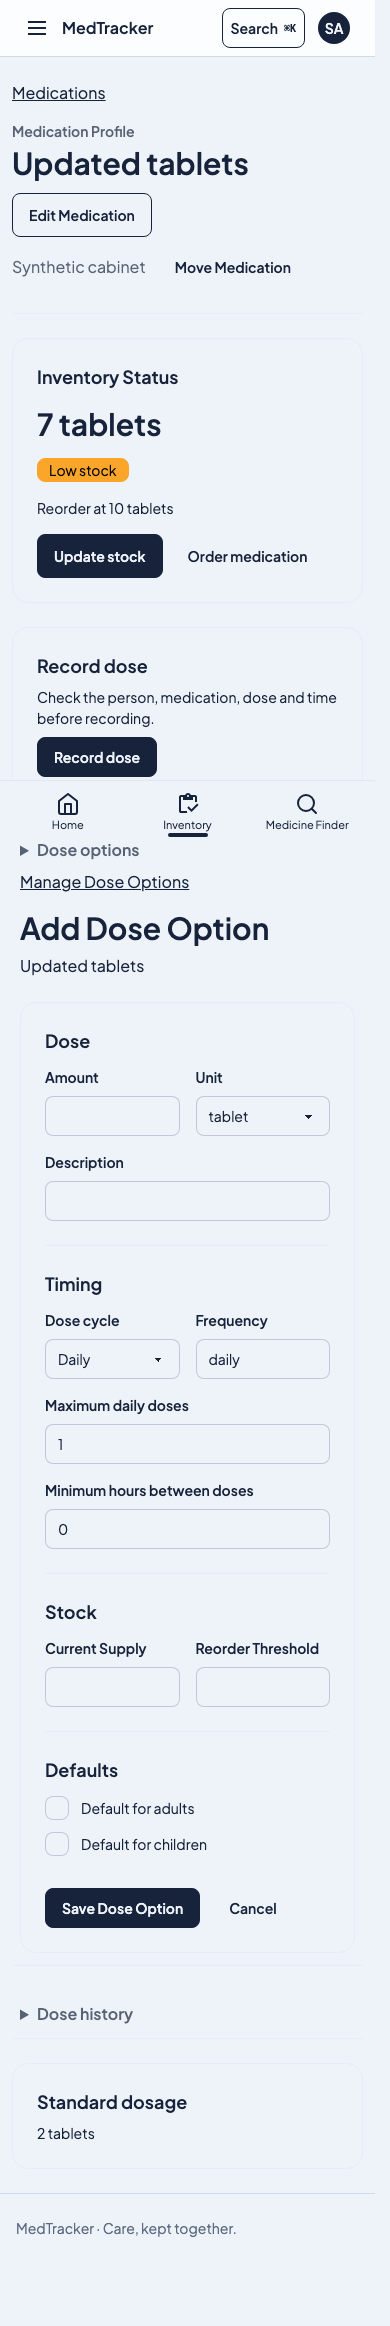 MedTracker
Search ⌘K
SA
Medications
Medication Profile
Updated tablets
Edit Medication
Synthetic cabinet
Move Medication
Inventory Status
7 tablets
Low stock
Reorder at 10 tablets
Update stock
Order medication
Record dose
Check the person, medication, dose and time
before recording.
Record dose
Home
Inventory
Medicine Finder
Dose options
Manage Dose Options
Add Dose Option
Updated tablets
Dose
Amount
Unit
tablet
Description
Timing
Dose cycle
Frequency
Daily
daily
Maximum daily doses
1
Minimum hours between doses
0
Stock
Current Supply
Reorder Threshold
Defaults
Default for adults
Default for children
Save Dose Option
Cancel
Dose history
Standard dosage
2 tablets
MedTracker · Care, kept together.